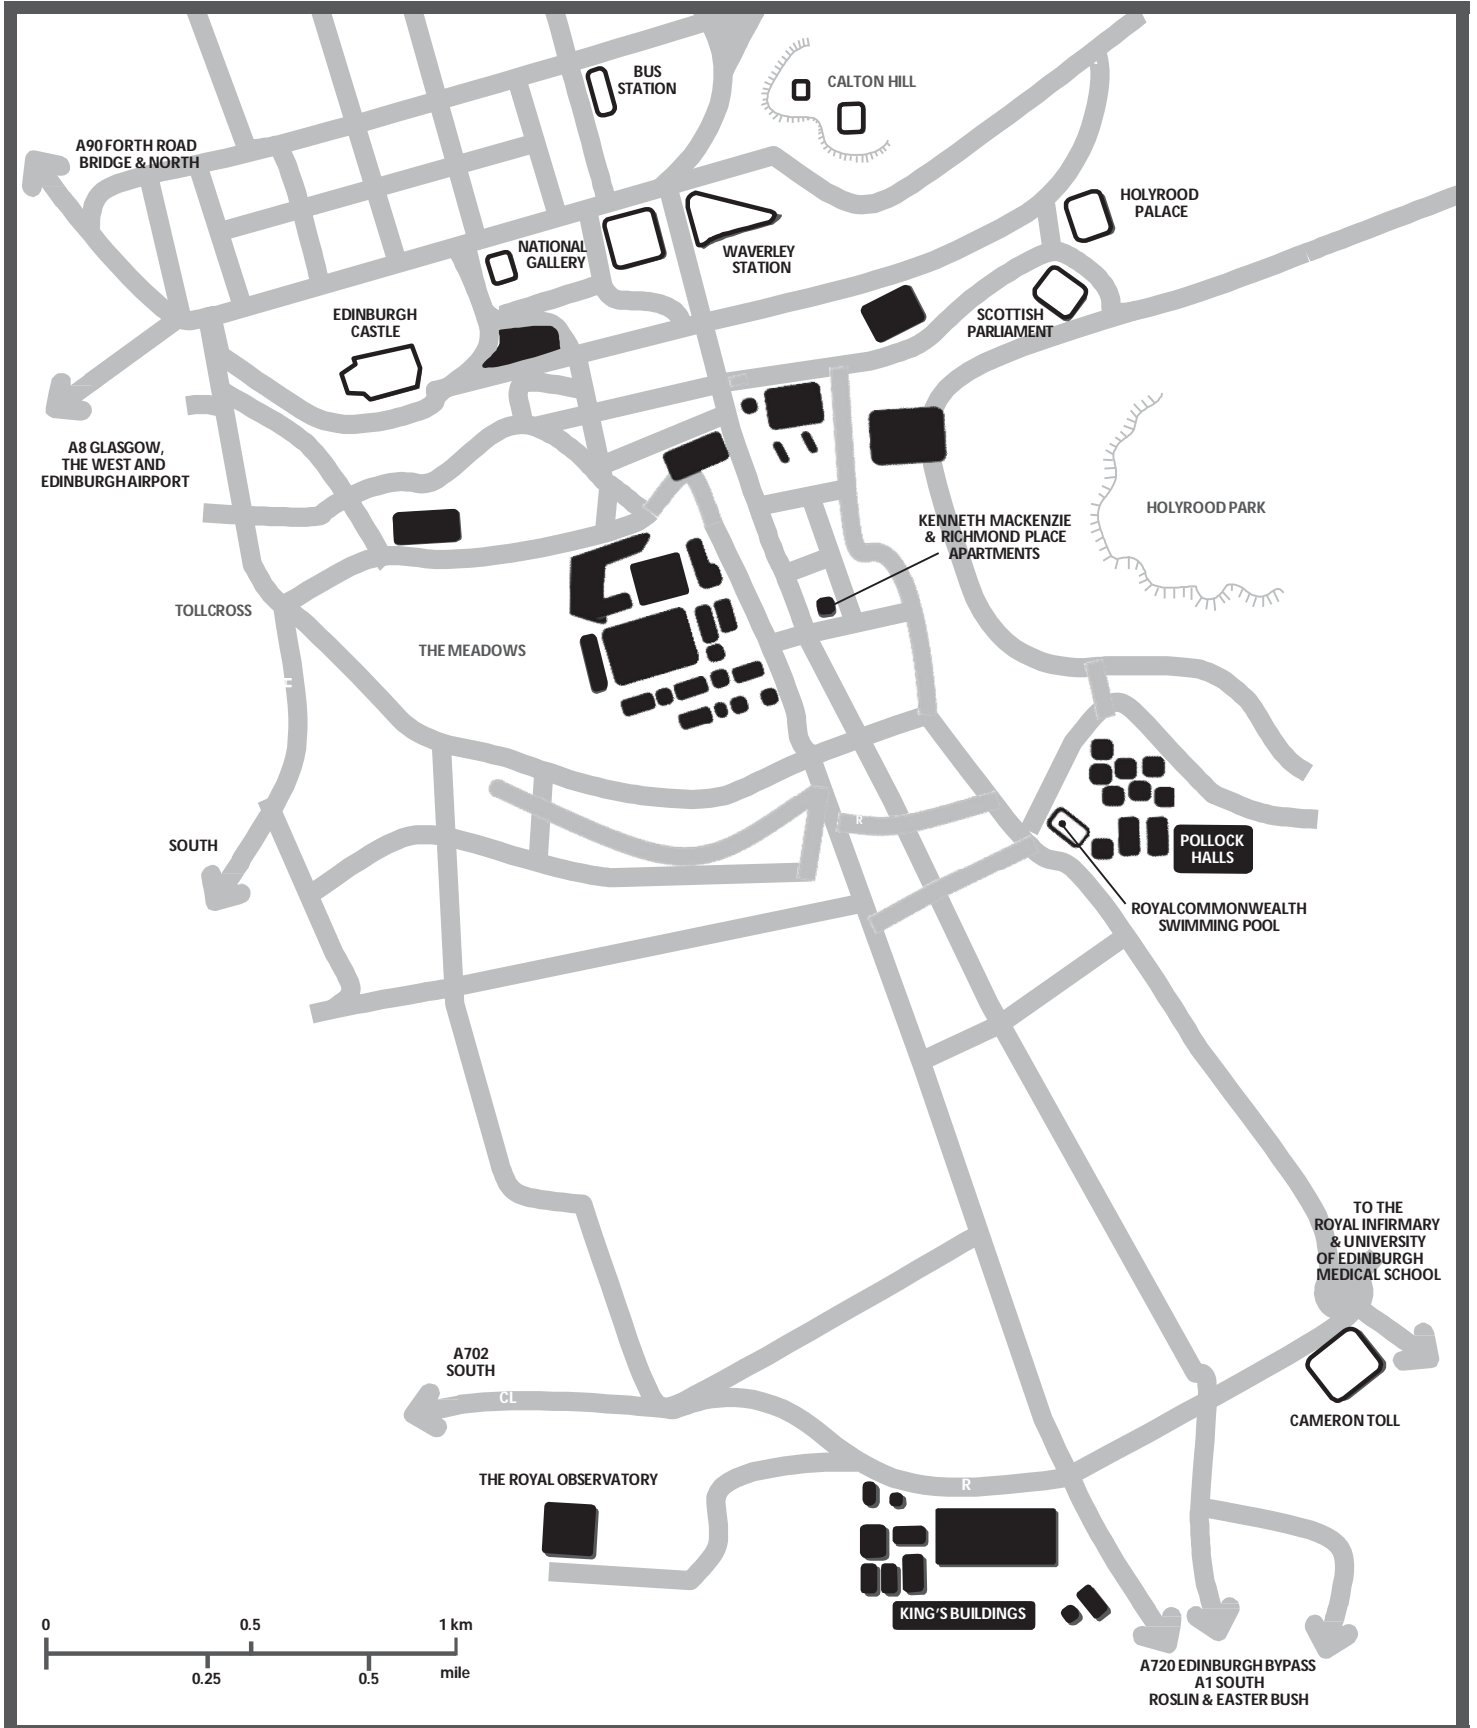 BUS
STATION
CALTON HILL
A90 FORTH ROAD
BRIDGE & NORTH
HOLYROOD
PALACE
NATIONAL
GALLERY
WAVERLEY
STATION
EDINBURGH
CASTLE
SCOTTISH
PARLIAMENT
A8 GLASGOW,
THE WEST AND
EDINBURGH AIRPORT
HOLYROOD PARK
KENNETH MACKENZIE
& RICHMOND PLACE
APARTMENTS
TOLLCROSS
THE MEADOWS
SOUTH
R
POLLOCK
HALLS
ROYAL COMMONWEALTH
SWIMMING POOL
TO THE
ROYAL INFIRMARY
& UNIVERSITY
OF EDINBURGH
MEDICAL SCHOOL
A702
SOUTH
CL
CAMERON TOLL
THE ROYAL OBSERVATORY
R
KING'S BUILDINGS
0 0.5 1 km
0.25 0.5 mile
A720 EDINBURGH BYPASS
A1 SOUTH
ROSLIN & EASTER BUSH